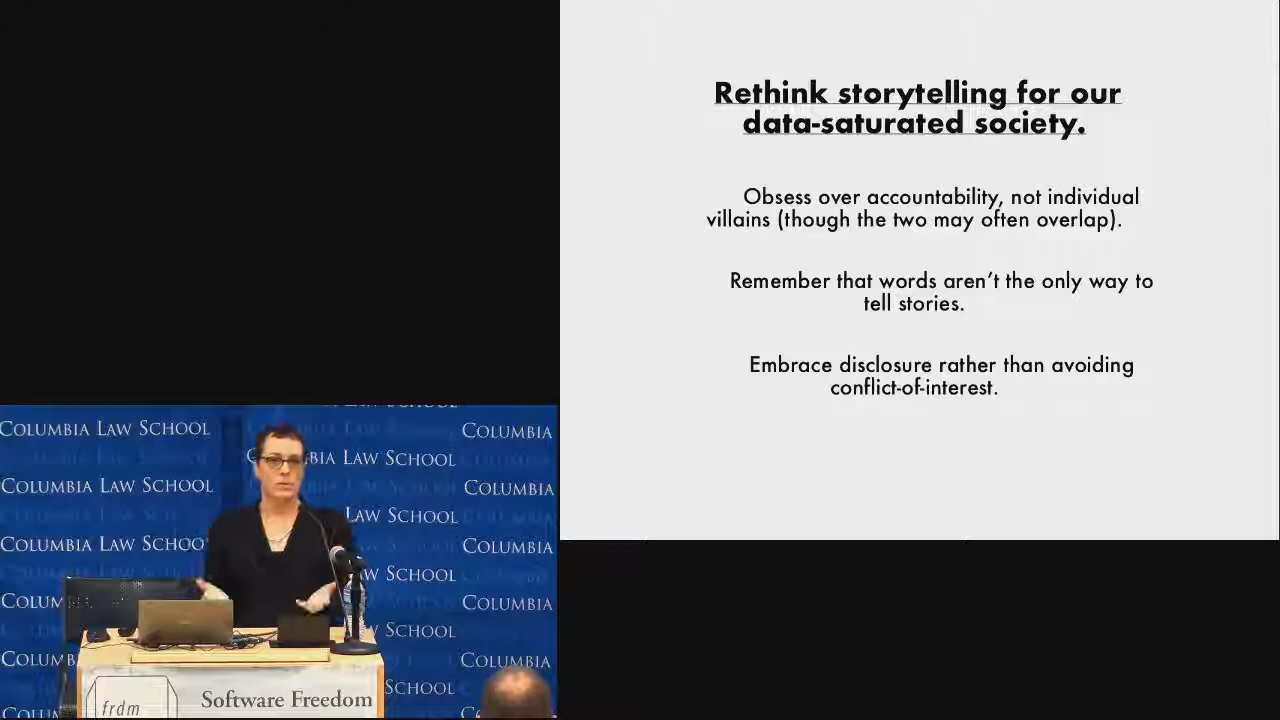 Rethink storytelling for our
data-saturated society.
Obsess over accountability, not individual
villains (though the two may often overlap).
Remember that words aren't the only way to
tell stories.
Embrace disclosure rather than avoiding
conflict-of-interest.
COLUMBIA LAW SCHOOL
COLUMBIA
BIA LAW SCHOOL
COLUMBIA LAW SCHOOL
COLUMBIA
LAW SCHOOL
COLUMBIA LAW SCHOO
COLUMBIA
LAW SCHOOL
COLUM
COLUMBIA
SCHOOL
COLUMB
COLUMBIA
SCHOOL
frdm
Software Freedom